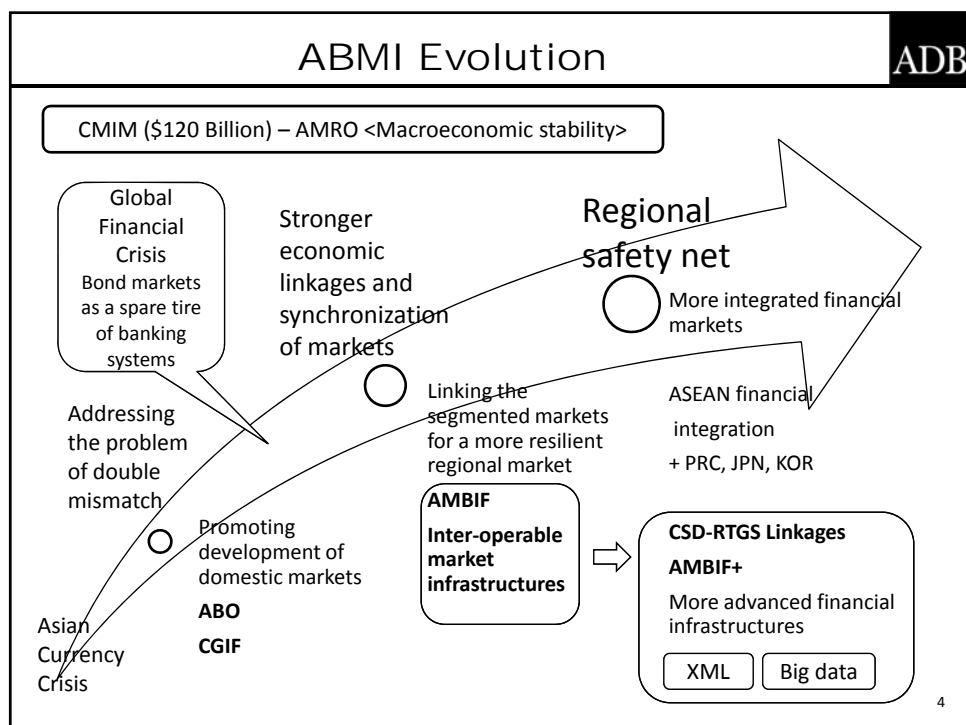 ABMI Evolution
ADB
CMIM ($120 Billion) – AMRO <Macroeconomic stability>
Global
Financial
Crisis
Bond markets
as a spare tire
of banking
systems
Stronger
economic
linkages and
synchronization
of markets
Regional
safety net
More integrated financial
markets
Addressing
the problem
of double
mismatch
Linking the
segmented markets
for a more resilient
regional market
ASEAN financial
integration
+ PRC, JPN, KOR
Promoting
development of
domestic markets
ABO
CGIF
AMBIF
Inter-operable
market
infrastructures
CSD-RTGS Linkages
AMBIF+
More advanced financial
infrastructures
XML
Big data
Asian
Currency
Crisis
4